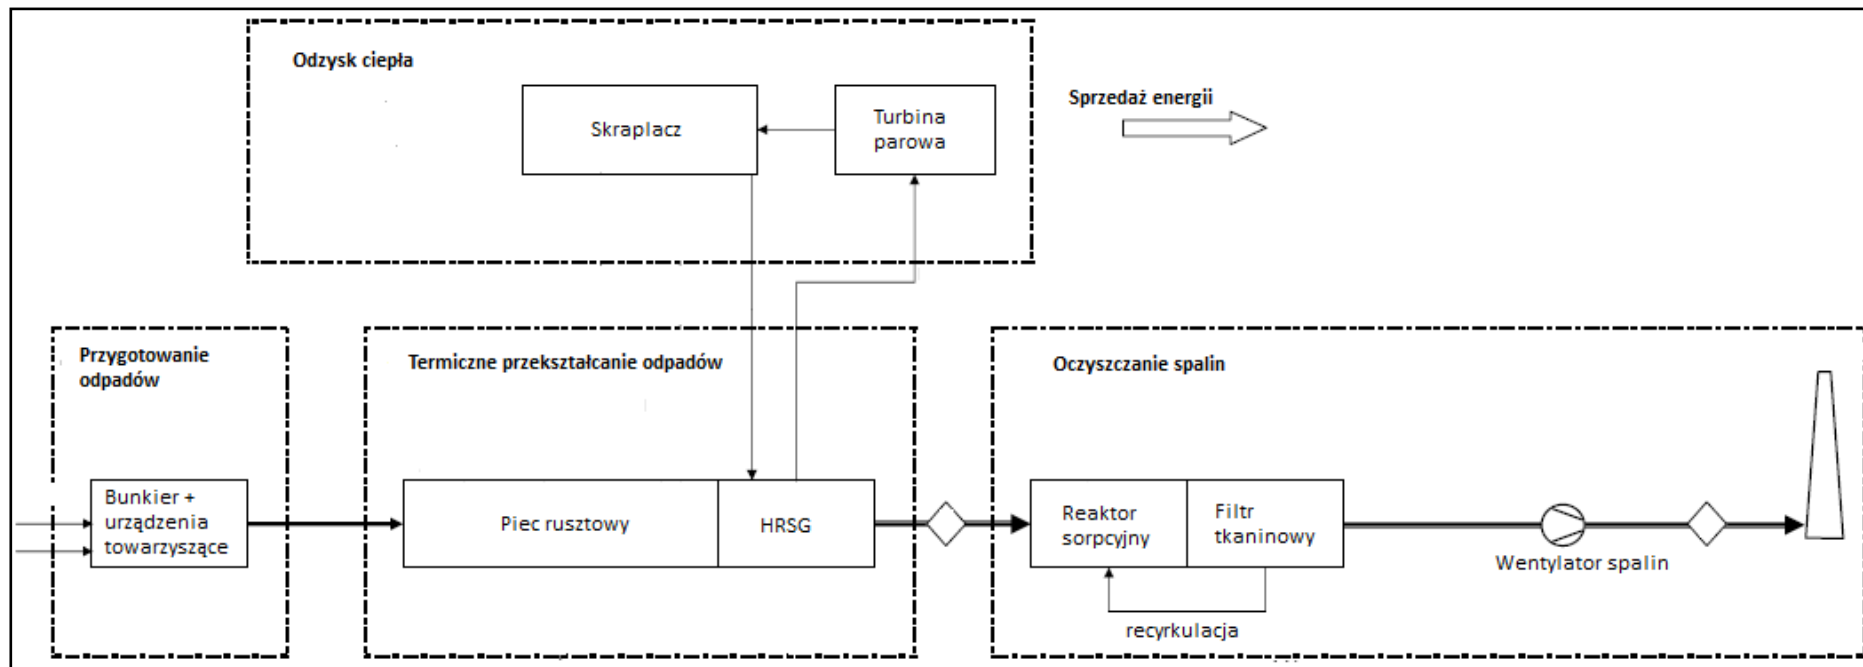 Odzysk ciepła
Skraplacz
Turbina
parowa
Sprzedaż energii
Przygotowanie
odpadów
Termiczne przekształcanie odpadów
Oczyszczanie spalin
Bunkier +
urządzenia
towarzyszące
Piec rusztowy
HRSG
Reaktor
sorpcyjny
Filtr
tkaninowy
Wentylator spalin
recyrkulacja